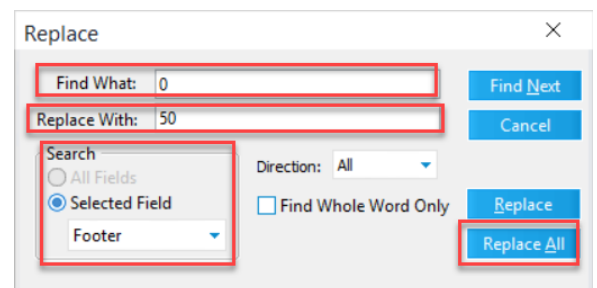 Replace
Find What: 0
Find Next
Replace With: 50
Cancel
Search
All Fields
Direction: All
Selected Field
Find Whole Word Only
Replace
Footer
Replace All